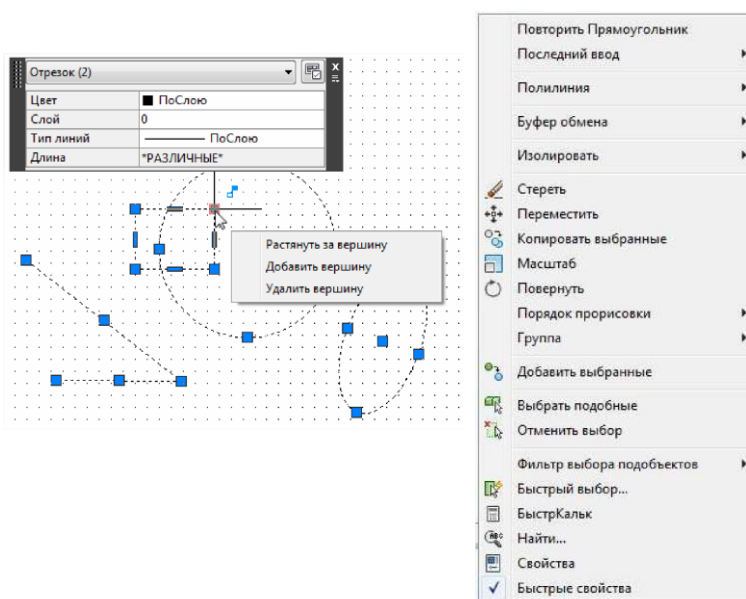 Отрезок (2)
Цвет ПоСлою
Слой 0
Тип линий ПоСлою
Длина *РАЗЛИЧНЫЕ*
Растянуть за вершину
Добавить вершину
Удалить вершину
Повторить Прямоугольник
Последний ввод
Полилиния
Буфер обмена
Изолировать
Стереть
Переместить
Копировать выбранные
Масштаб
Повернуть
Порядок прорисовки
Группа
Добавить выбранные
Выбрать подобные
Отменить выбор
Фильтр выбора подобъектов
Быстрый выбор...
БыстрКальк
Найти...
Свойства
Быстрые свойства